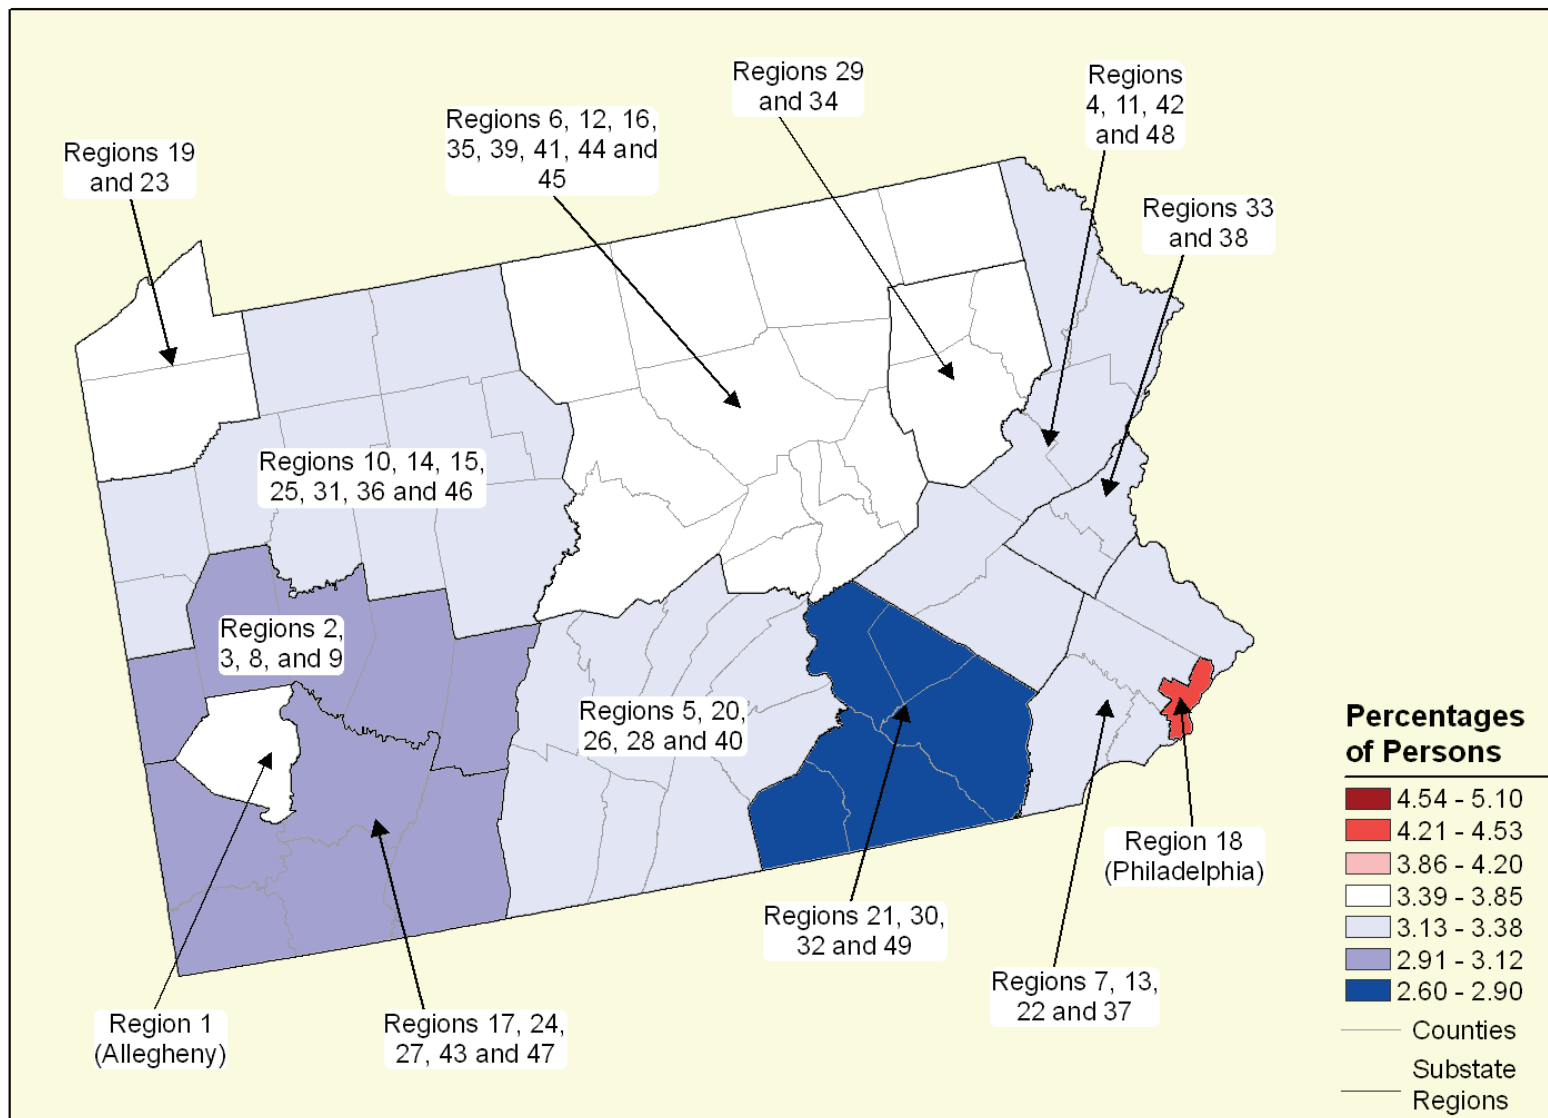 Regions 29
and 34
Regions
4, 11, 42
and 48
Regions 6, 12, 16,
35, 39, 41, 44 and
45
Regions 19
and 23
Regions 33
and 38
Regions 10, 14, 15,
25, 31, 36 and 46
Regions 2,
3, 8, and 9
Regions 5, 20,
26, 28 and 40
Percentages
of Persons
4.54 - 5.10
4.21 - 4.53
3.86 - 4.20
3.39 - 3.85
3.13 - 3.38
2.91 - 3.12
2.60 - 2.90
Counties
Substate
Regions
Region 18
(Philadelphia)
Regions 21, 30,
32 and 49
Regions 7, 13,
22 and 37
Region 1
(Allegheny)
Regions 17, 24,
27, 43 and 47